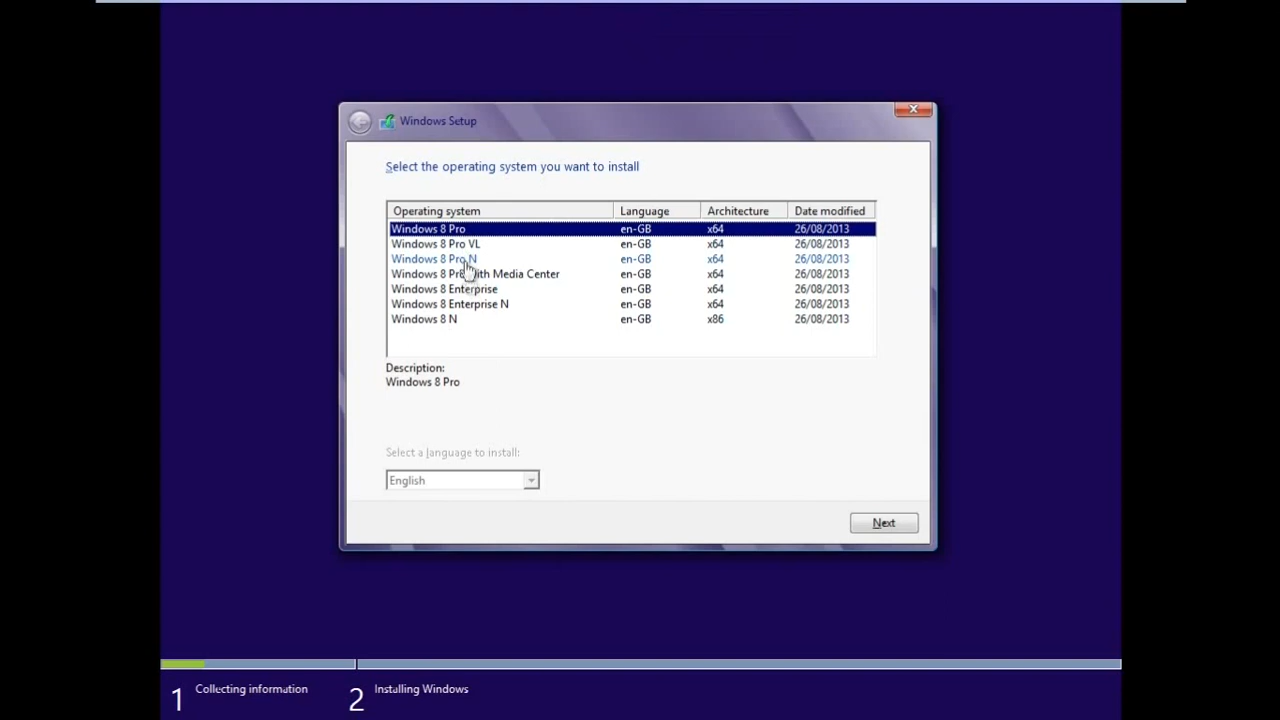 Windows Setup
Select the operating system you want to install
Operating system Language Architecture Date modified
Windows 8 Pro en-GB x64 26/08/2013
Windows 8 Pro VL en-GB x64 26/08/2013
Windows 8 Pro N en-GB x64 26/08/2013
Windows 8 Pro with Media Center en-GB x64 26/08/2013
Windows 8 Enterprise en-GB x64 26/08/2013
Windows 8 Enterprise N en-GB x64 26/08/2013
Windows 8 N en-GB x86 26/08/2013
Description:
Windows 8 Pro
Select a language to install:
English
Next
1 Collecting information 2 Installing Windows